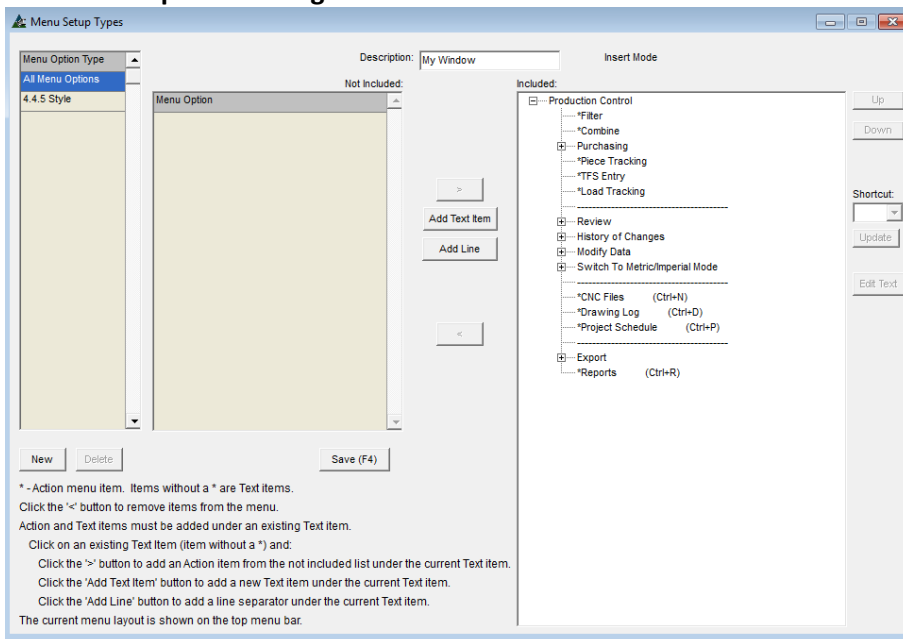 Menu Setup Types
Menu Option Type
All Menu Options
4.4.5 Style
Description:
My Window
Insert Mode
Not Included:
Menu Option
Included:
Production Control
*Filter
*Combine
Purchasing
*Piece Tracking
*TFS Entry
*Load Tracking
Review
History of Changes
Modify Data
Switch To Metric/Imperial Mode
*CNC Files (Ctrl+N)
*Drawing Log (Ctrl+D)
*Project Schedule (Ctrl+P)
Export
*Reports (Ctrl+R)
>
Add Text Item
Add Line
<
Up
Down
Shortcut:
Update
Edit Text
New
Delete
Save (F4)
* - Action menu item. Items without a * are Text items.
Click the '<' button to remove items from the menu.
Action and Text items must be added under an existing Text item.
Click on an existing Text Item (item without a *) and:
Click the '>' button to add an Action item from the not included list under the current Text item.
Click the 'Add Text Item' button to add a new Text item under the current Text item.
Click the 'Add Line' button to add a line separator under the current Text item.
The current menu layout is shown on the top menu bar.